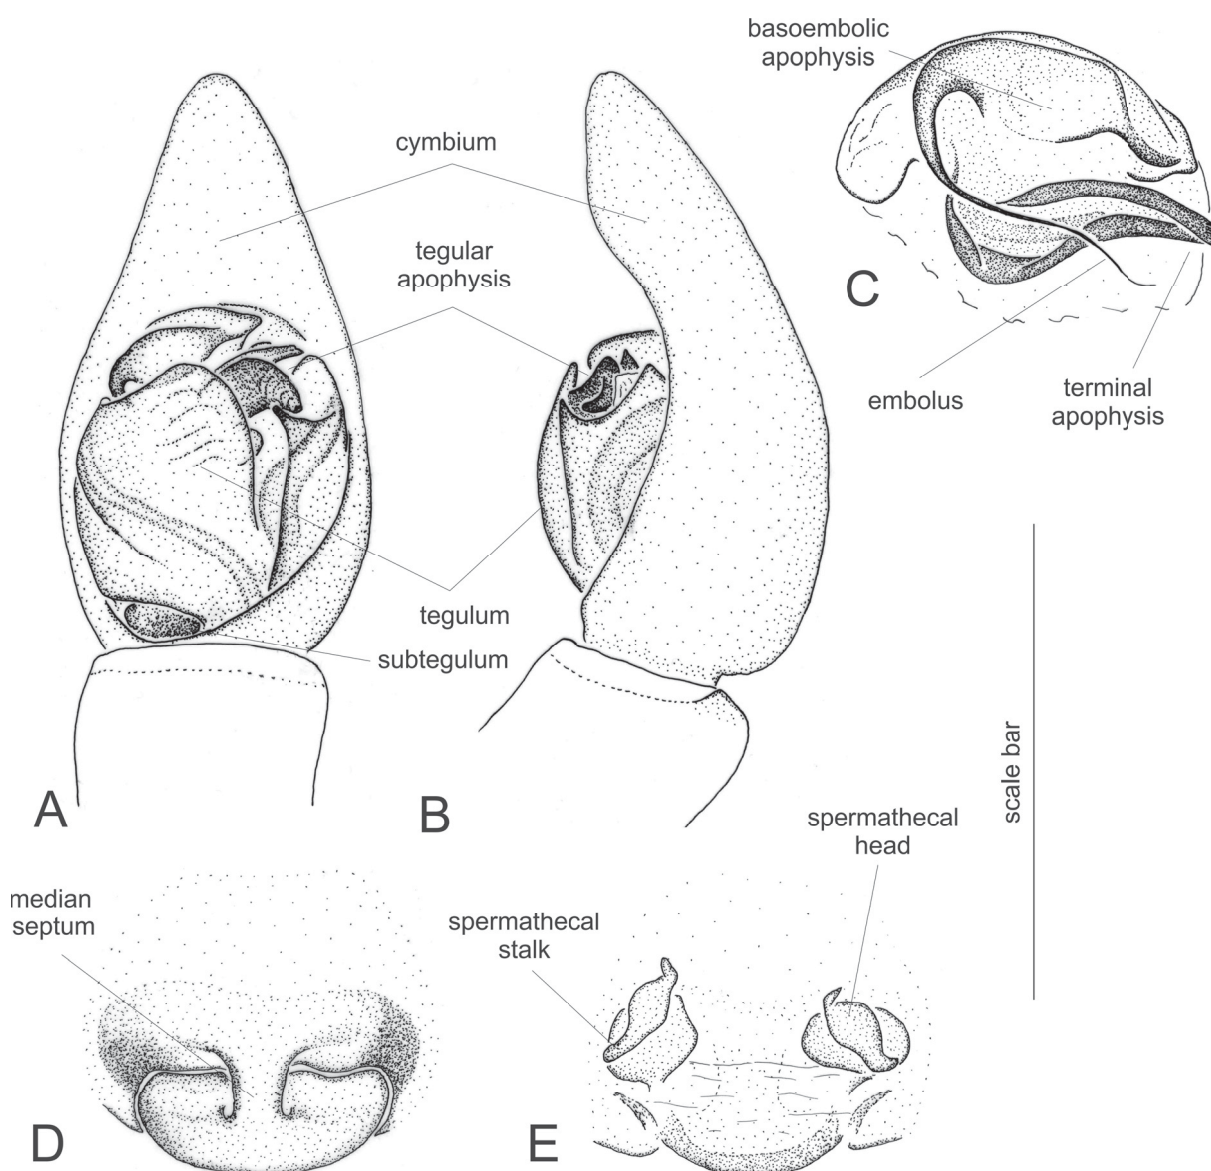 basoembolic
apophysis
cymbium
tegular
apophysis
C
embolus
terminal
apophysis
tegulum
subtegulum
scale bar
A
B
spermathecal
head
median
septum
spermathecal
stalk
D
E